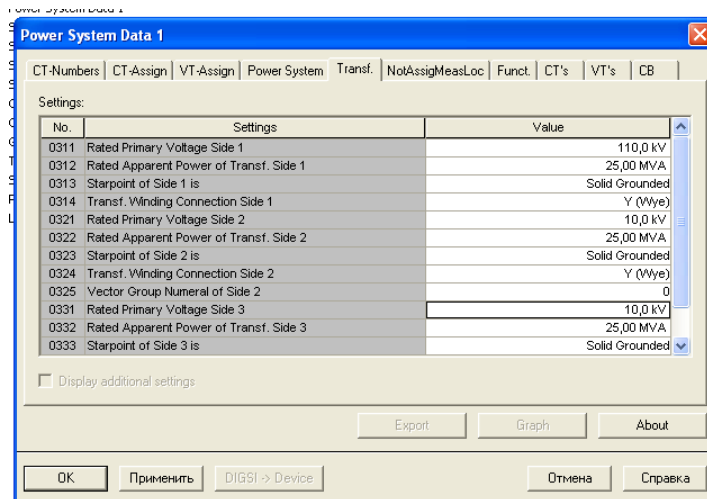 Power System Data 1
Power System Data 1
CT-Numbers CT-Assign VT-Assign Power System Transf. NotAssigMeasLoc Funct. CT's VT's CB
Settings:
No. Settings Value
0311 Rated Primary Voltage Side 1 110,0 kV
0312 Rated Apparent Power of Transf. Side 1 25,00 MVA
0313 Starpoint of Side 1 is Solid Grounded
0314 Transf. Winding Connection Side 1 Y (Wye)
0321 Rated Primary Voltage Side 2 10,0 kV
0322 Rated Apparent Power of Transf. Side 2 25,00 MVA
0323 Starpoint of Side 2 is Solid Grounded
0324 Transf. Winding Connection Side 2 Y (Wye)
0325 Vector Group Numeral of Side 2 0
0331 Rated Primary Voltage Side 3 10,0 kV
0332 Rated Apparent Power of Transf. Side 3 25,00 MVA
0333 Starpoint of Side 3 is Solid Grounded
Display additional settings
Export Graph About
OK Применить DIGSI -> Device Отмена Справка